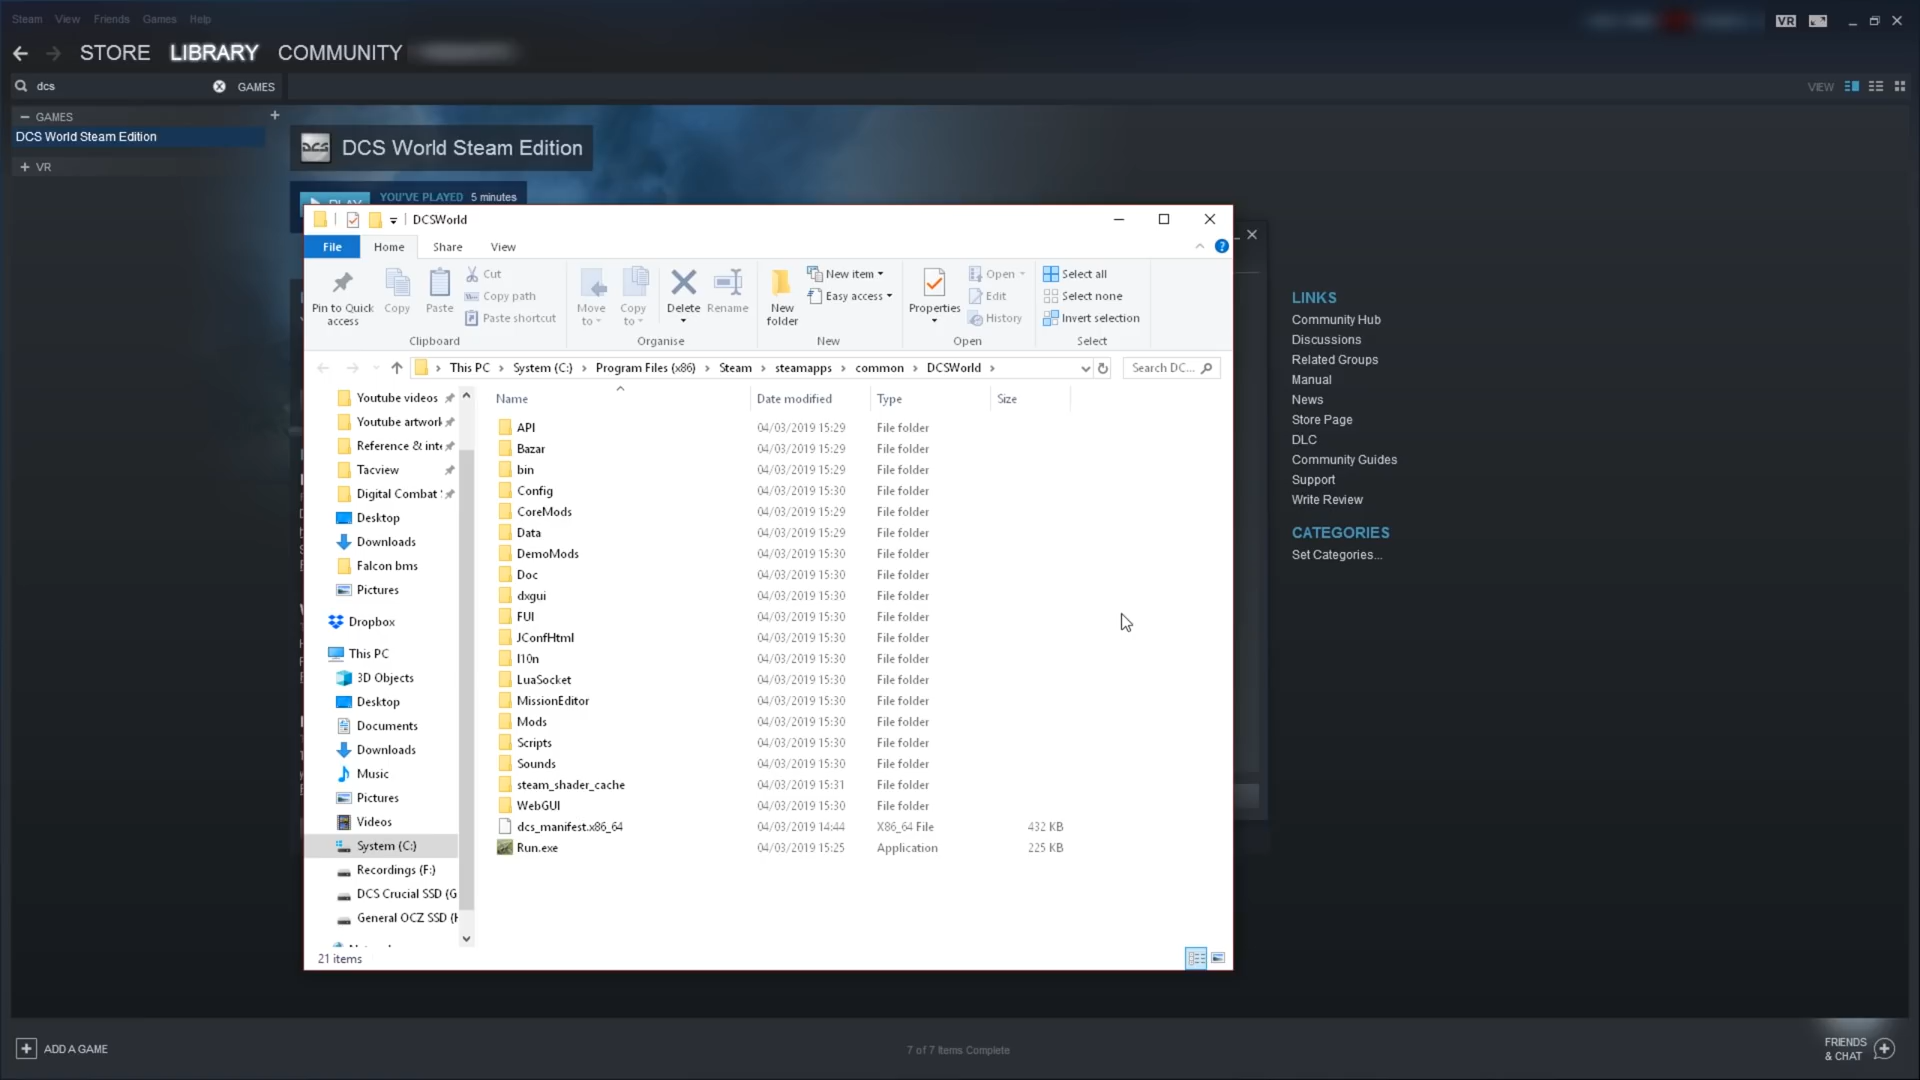 Steam View Friends Games Help
VR
STORE LIBRARY COMMUNITY
dcs GAMES
VIEW
GAMES
DCS World Steam Edition
VR
DCS World Steam Edition
PLAY YOU'VE PLAYED 5 minutes
DCSWorld
File Home Share View
Pin to Quick access Copy Paste Cut Copy path Paste shortcut
Move to Copy to Delete Rename
New folder New item Easy access
Properties Open Edit History
Select all Select none Invert selection
Clipboard Organise New Open Select
This PC System (C:) Program Files (x86) Steam steamapps common DCSWorld
Search DC...
Youtube videos
Youtube artwork
Reference & inte
Tacview
Digital Combat
Desktop
Downloads
Falcon bms
Pictures
Dropbox
This PC
3D Objects
Desktop
Documents
Downloads
Music
Pictures
Videos
System (C:)
Recordings (F:)
DCS Crucial SSD (G
General OCZ SSD (H
Name Date modified Type Size
API 04/03/2019 15:29 File folder
Bazar 04/03/2019 15:29 File folder
bin 04/03/2019 15:29 File folder
Config 04/03/2019 15:30 File folder
CoreMods 04/03/2019 15:29 File folder
Data 04/03/2019 15:29 File folder
DemoMods 04/03/2019 15:30 File folder
Doc 04/03/2019 15:30 File folder
dxgui 04/03/2019 15:30 File folder
FUI 04/03/2019 15:30 File folder
JConfHtml 04/03/2019 15:30 File folder
l10n 04/03/2019 15:30 File folder
LuaSocket 04/03/2019 15:30 File folder
MissionEditor 04/03/2019 15:30 File folder
Mods 04/03/2019 15:30 File folder
Scripts 04/03/2019 15:30 File folder
Sounds 04/03/2019 15:30 File folder
steam_shader_cache 04/03/2019 15:31 File folder
WebGUI 04/03/2019 15:30 File folder
dcs_manifest.x86_64 04/03/2019 14:44 X86_64 File 432 KB
Run.exe 04/03/2019 15:25 Application 225 KB
21 items
LINKS
Community Hub
Discussions
Related Groups
Manual
News
Store Page
DLC
Community Guides
Support
Write Review
CATEGORIES
Set Categories...
ADD A GAME
7 of 7 Items Complete
FRIENDS
& CHAT